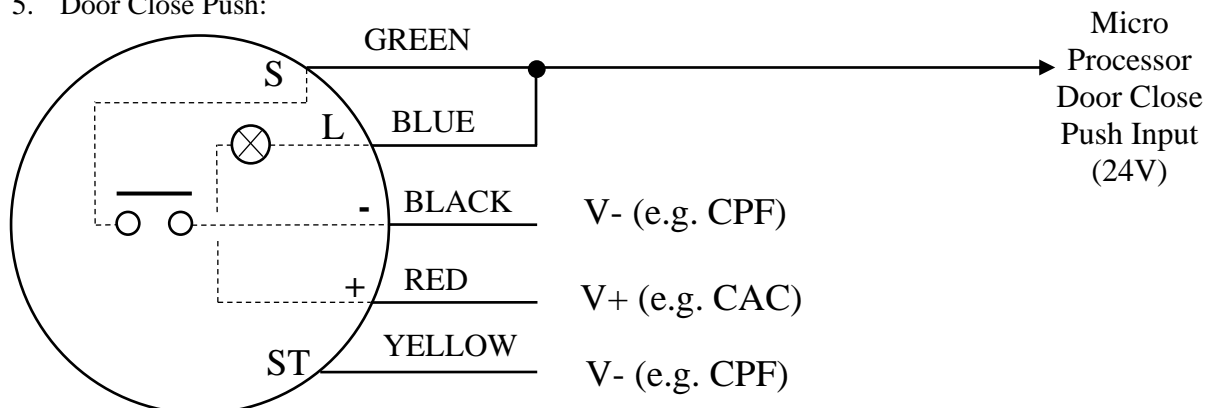 5. Door Close Push:
GREEN
S
BLUE
L
BLACK
-
V- (e.g. CPF)
RED
+
V+ (e.g. CAC)
YELLOW
ST
V- (e.g. CPF)
Micro
Processor
Door Close
Push Input
(24V)